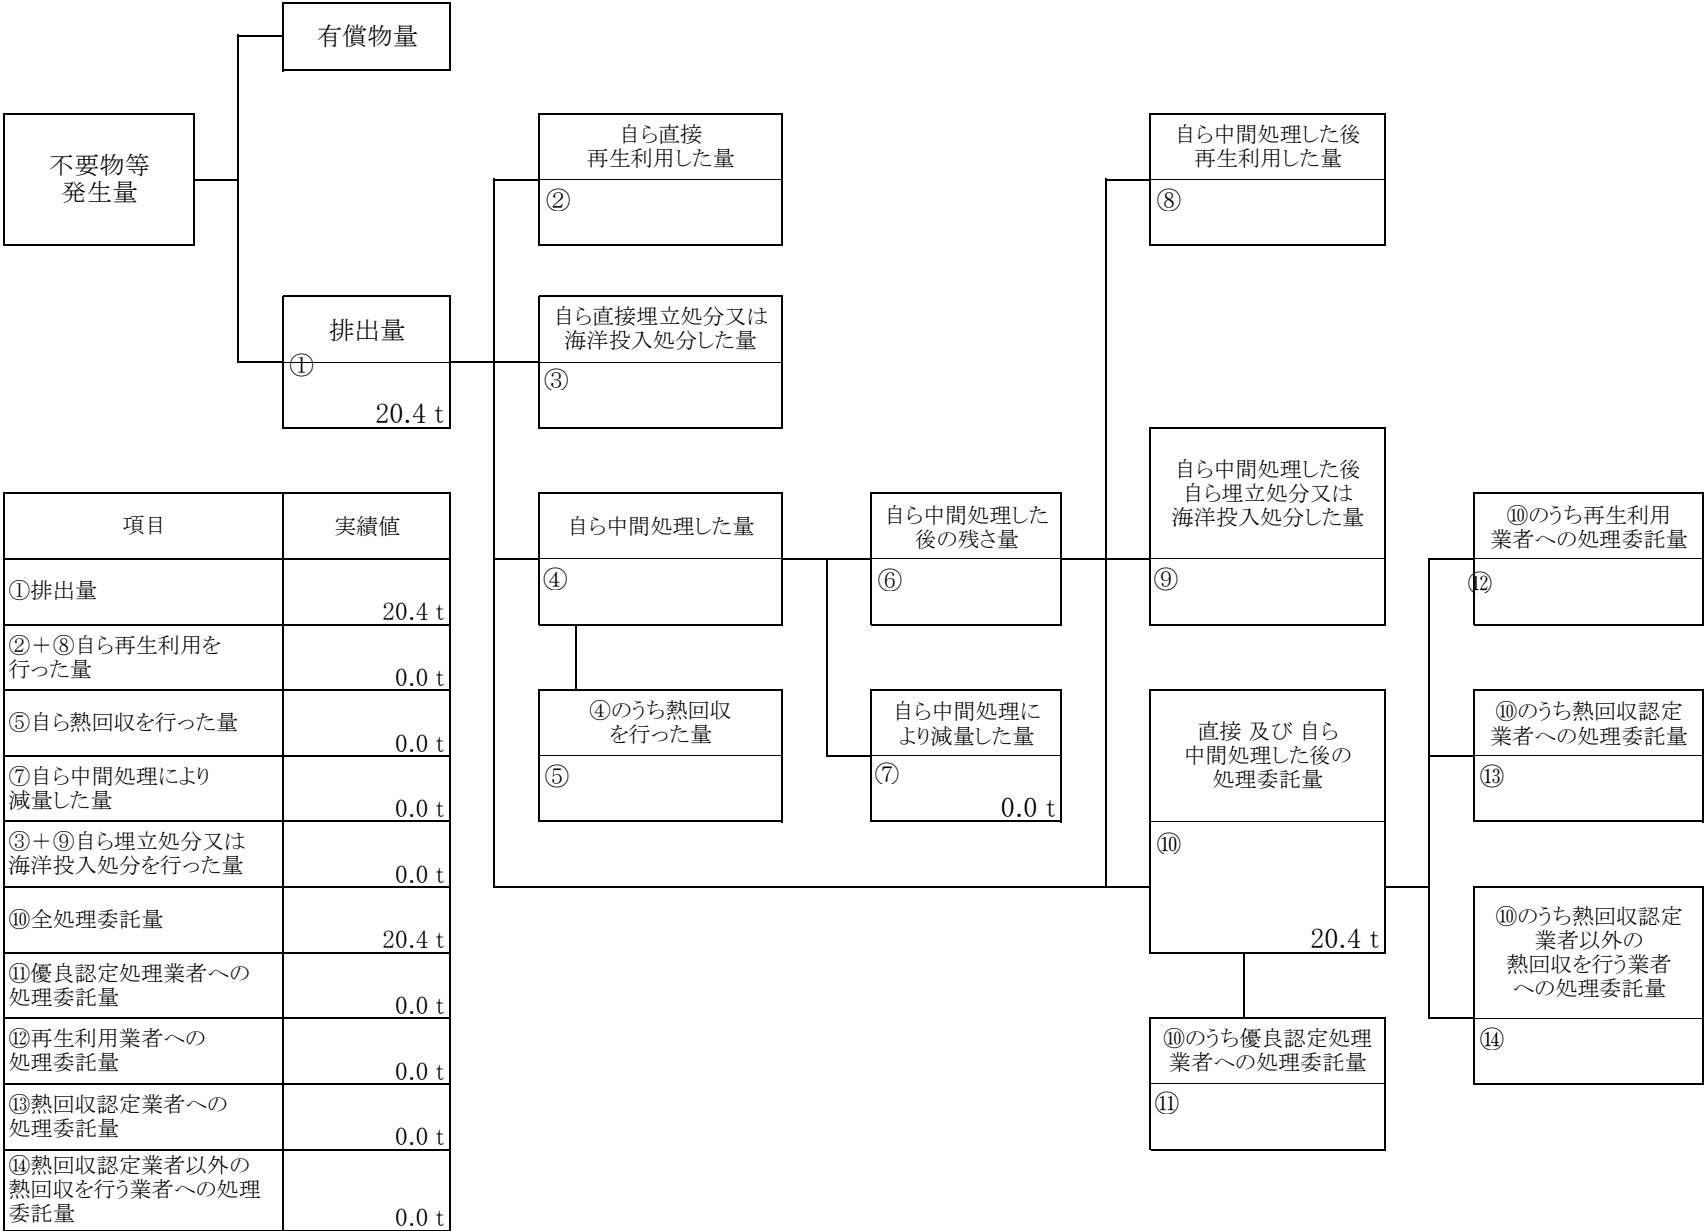 有償物量
不要物等
発生量
排出量
①
20.4 t
自ら直接
再生利用した量
②
自ら直接埋立処分又は
海洋投入処分した量
③
自ら中間処理した量
④
④のうち熱回収
を行った量
⑤
自ら中間処理した
後の残さ量
⑥
自ら中間処理に
より減量した量
⑦
0.0 t
自ら中間処理した後
再生利用した量
⑧
自ら中間処理した後
自ら埋立処分又は
海洋投入処分した量
⑨
直接 及び 自ら
中間処理した後の
処理委託量
⑩
20.4 t
⑩のうち優良認定処理
業者への処理委託量
⑪
⑩のうち再生利用
業者への処理委託量
⑫
⑩のうち熱回収認定
業者への処理委託量
⑬
⑩のうち熱回収認定
業者以外の
熱回収を行う業者
への処理委託量
⑭
項目 実績値
①排出量
20.4 t
②＋⑧自ら再生利用を
行った量
0.0 t
⑤自ら熱回収を行った量
0.0 t
⑦自ら中間処理により
減量した量
0.0 t
③＋⑨自ら埋立処分又は
海洋投入処分を行った量
0.0 t
⑩全処理委託量
20.4 t
⑪優良認定処理業者への
処理委託量
0.0 t
⑫再生利用業者への
処理委託量
0.0 t
⑬熱回収認定業者への
処理委託量
0.0 t
⑭熱回収認定業者以外の
熱回収を行う業者への処理
委託量
0.0 t